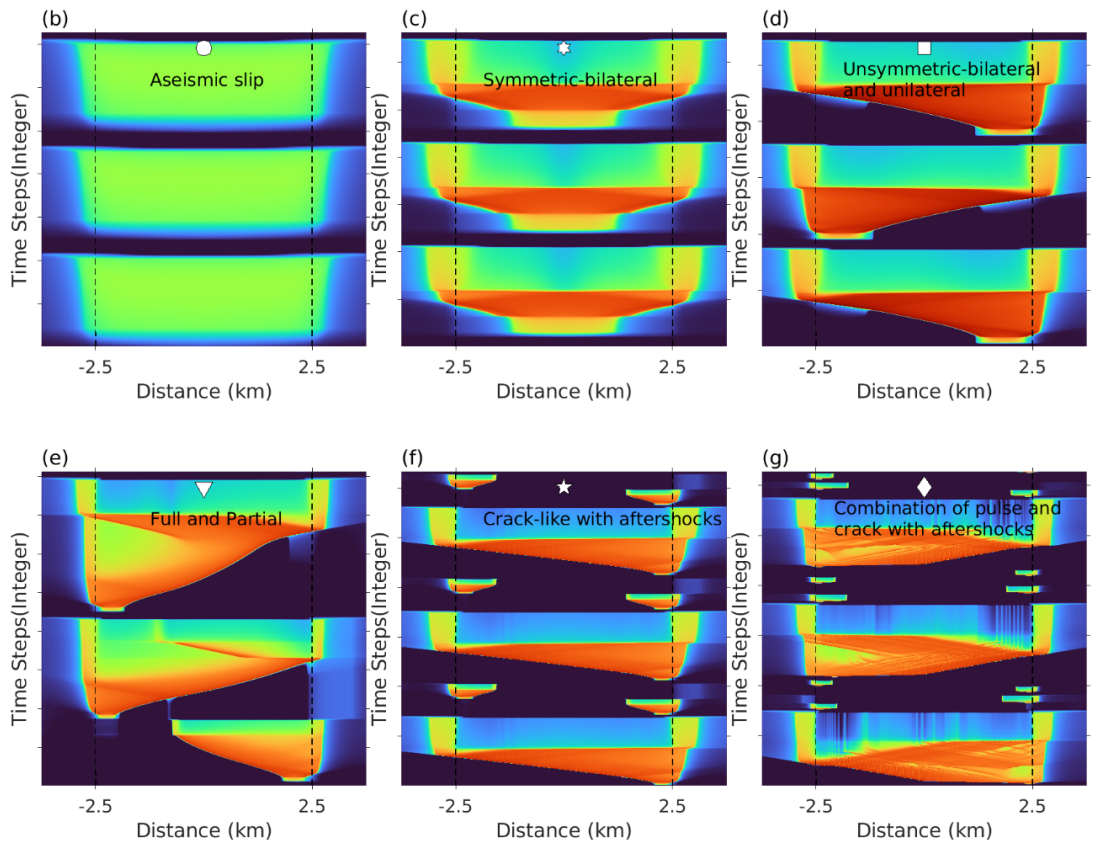 (b)
Aseismic slip
Time Steps(Integer)
-2.5
2.5
Distance (km)
(c)
Symmetric-bilateral
Time Steps(Integer)
-2.5
2.5
Distance (km)
(d)
Unsymmetric-bilateral
and unilateral
Time Steps(Integer)
-2.5
2.5
Distance (km)
(e)
Full and Partial
Time Steps(Integer)
-2.5
2.5
Distance (km)
(f)
Crack-like with aftershocks
Time Steps(Integer)
-2.5
2.5
Distance (km)
(g)
Combination of pulse and
crack with aftershocks
Time Steps(Integer)
-2.5
2.5
Distance (km)